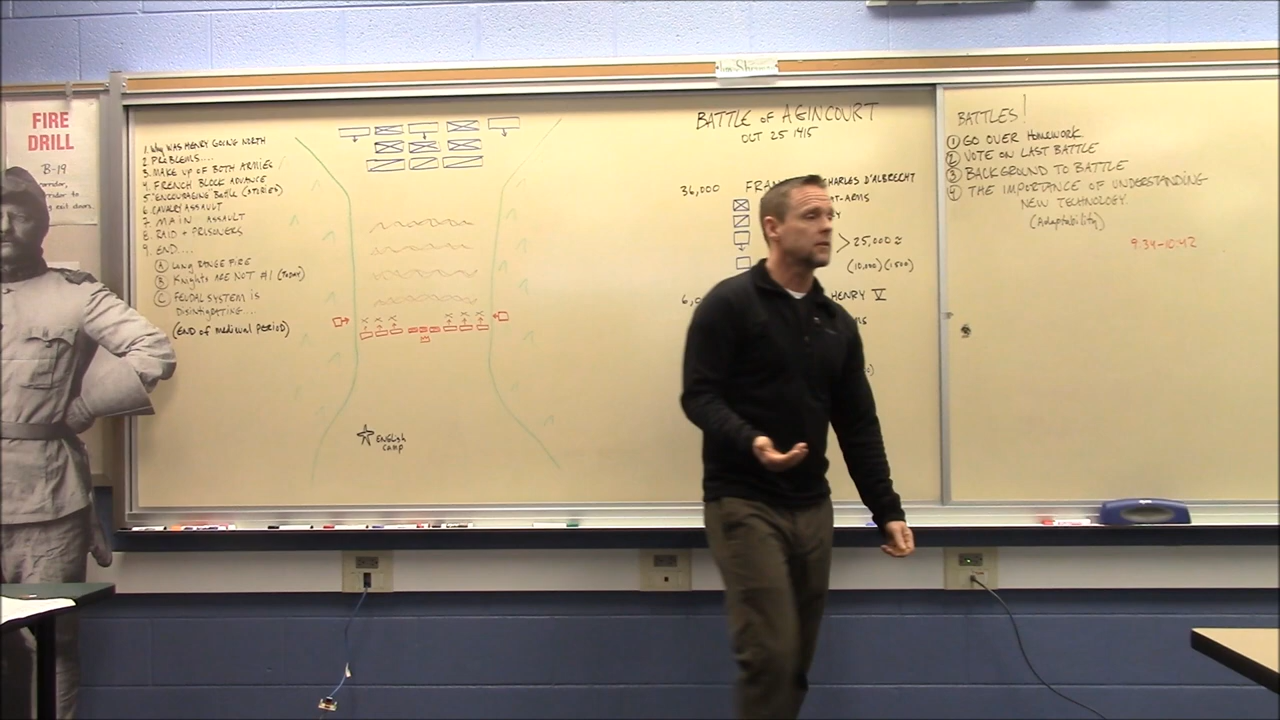 FIRE
DRILL
B-19
exit doors.
1. Why WAS HENRY GOING NORTH
2. PROBLEMS....
3. MAKE UP OF BOTH ARMIES
4. FRENCH BLOCK ADVANCE
5. "ENCOURAGING" BATTLE (STORIES)
6. CAVALRY ASSAULT
7. MAIN ASSAULT
8. RAID + PRISONERS
9. END....
A LONG RANGE FIRE
B KNIGHTS ARE NOT #1 (TODAY)
C FEUDAL SYSTEM IS
(END OF MEDIEVAL PERIOD)
ENGLISH
CAMP
BATTLE OF AGINCOURT
OCT 25 1415
36,000 CHARLES D'ALBRECHT
25,000
(10,000) (1500)
HENRY V
BATTLES!
1 GO OVER HOMEWORK
2 VOTE ON LAST BATTLE
3 BACKGROUND TO BATTLE
4 THE IMPORTANCE OF UNDERSTANDING
NEW TECHNOLOGY.
(Adaptability)
9:34-10:42